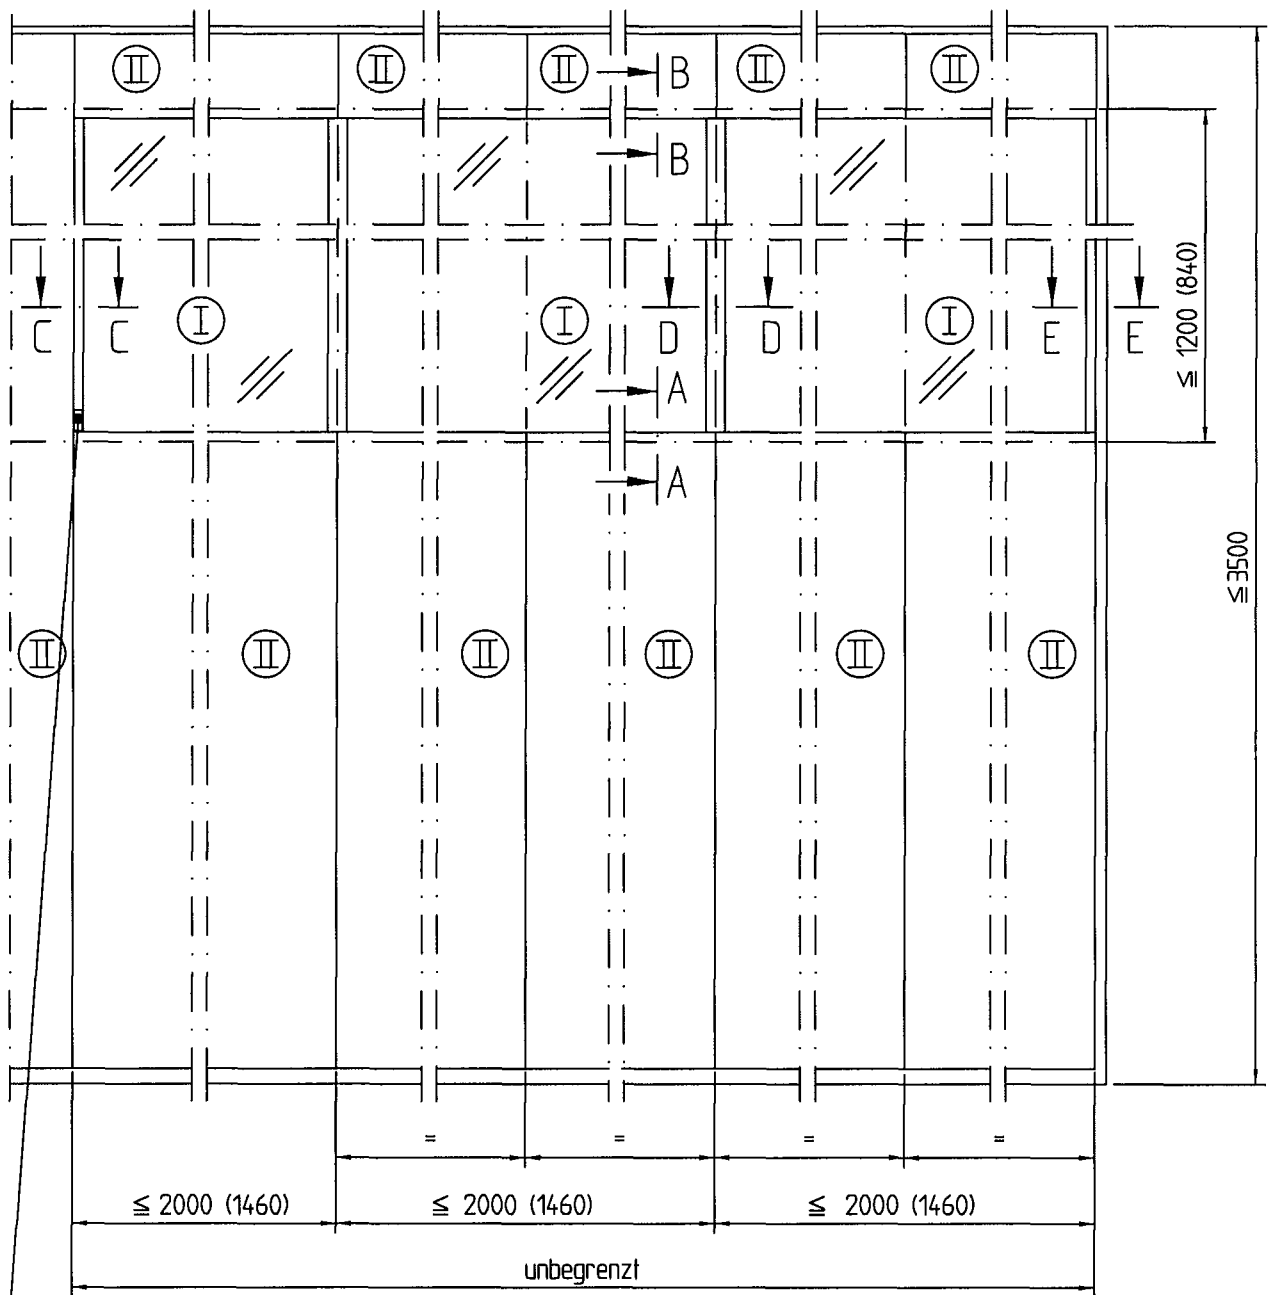 II II II II II
B
B
≦ 1200 (840)
C C I I D D I E E
A
A
≦3500
II II II II II II
= = = =
≦ 2000 (1460) ≦ 2000 (1460) ≦ 2000 (1460)
unbegrenzt